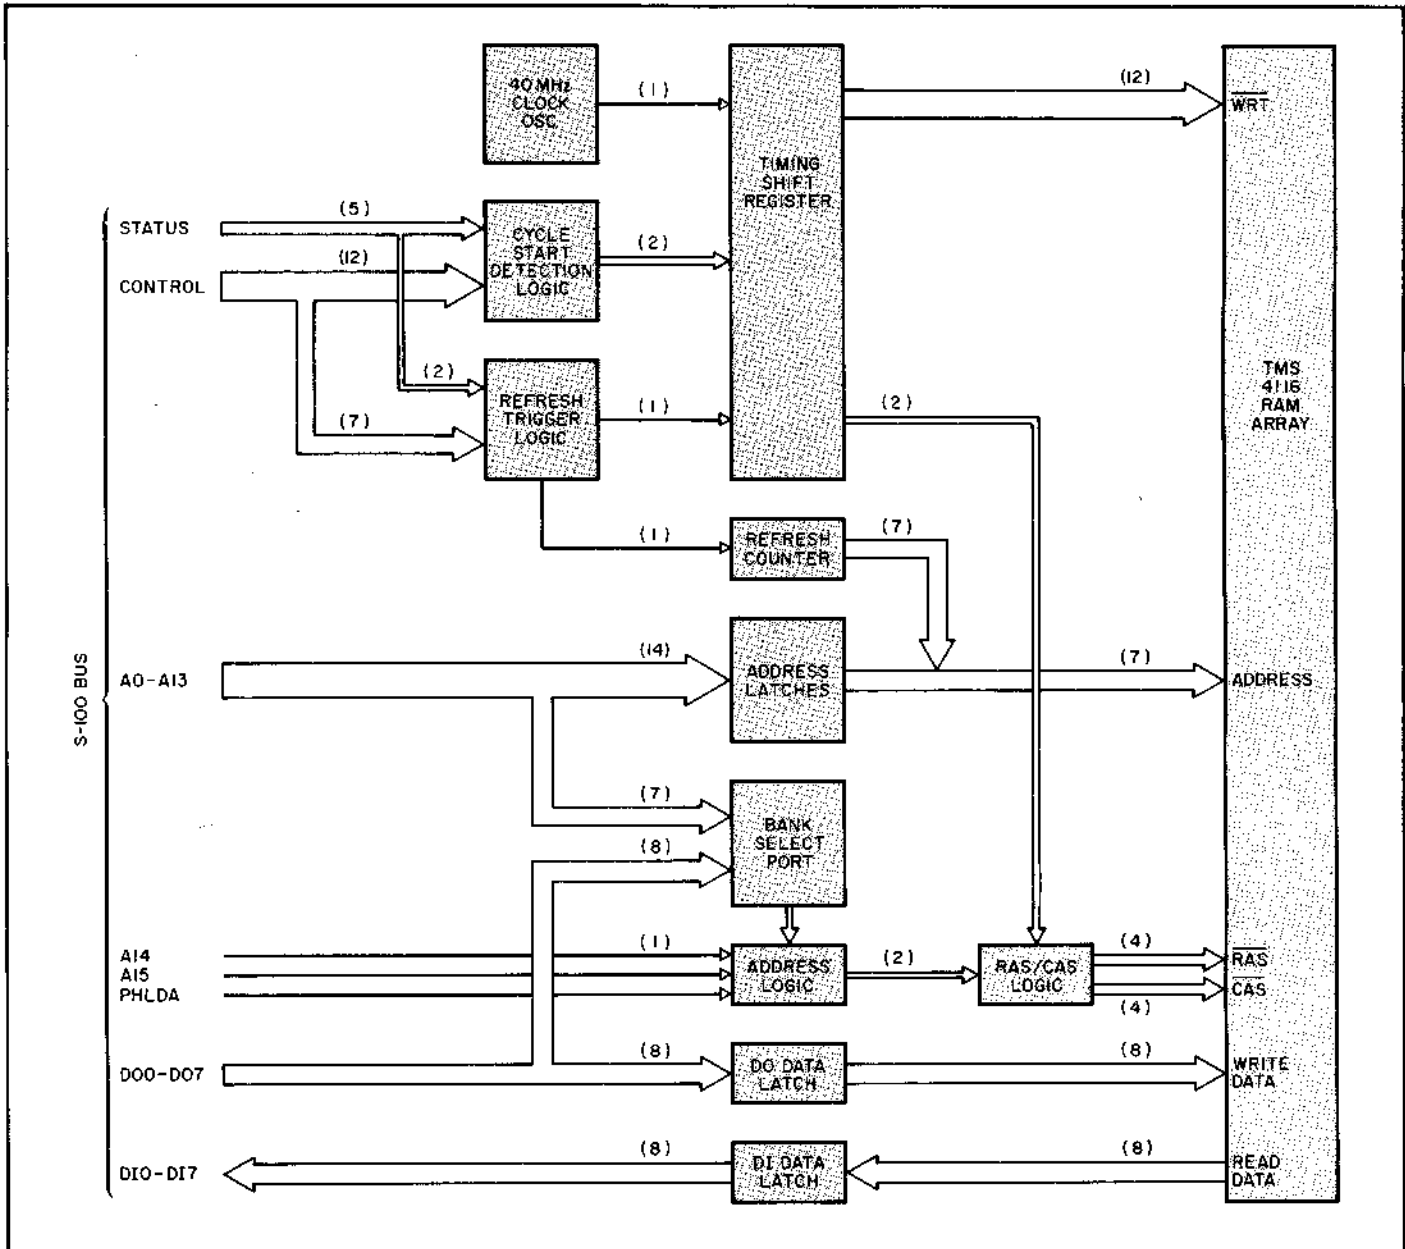 40 MHz
CLOCK
OSC
(1)
TIMING
SHIFT
REGISTER
(12)
WRT
S-100 BUS
STATUS
(5)
CONTROL
(12)
CYCLE
START
DETECTION
LOGIC
(2)
(2)
(7)
REFRESH
TRIGGER
LOGIC
(1)
(2)
TMS
4116
RAM
ARRAY
(1)
REFRESH
COUNTER
(7)
A0-A13
(14)
ADDRESS
LATCHES
(7)
ADDRESS
(7)
(8)
BANK
SELECT
PORT
A14
A15
PHLDA
(1)
ADDRESS
LOGIC
(2)
RAS/CAS
LOGIC
(4)
RAS
CAS
(4)
DO0-DO7
(8)
DO DATA
LATCH
(8)
WRITE
DATA
DI0-DI7
(8)
DI DATA
LATCH
(8)
READ
DATA